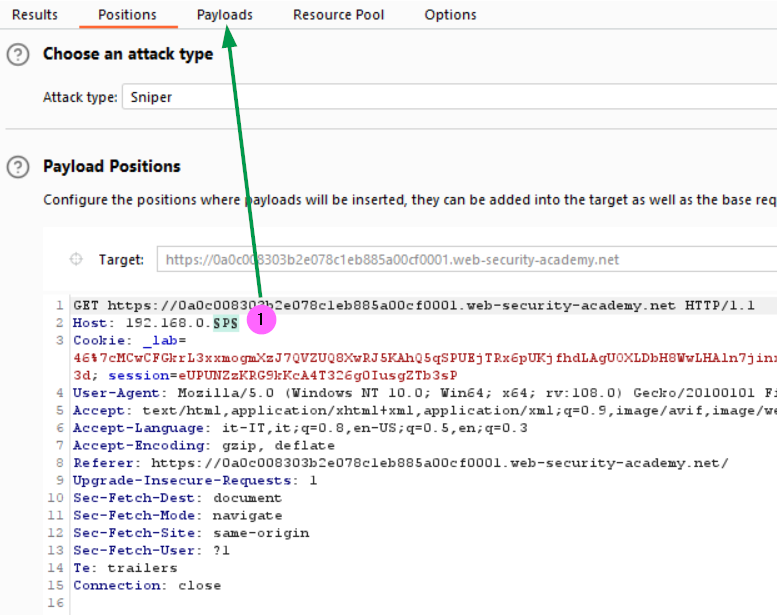 Results Positions Payloads Resource Pool Options
Choose an attack type
Attack type: Sniper
Payload Positions
Configure the positions where payloads will be inserted, they can be added into the target as well as the base req
Target: https://0a0c008303b2e078c1eb885a00cf0001.web-security-academy.net
1 GET https://0a0c008303b2e078c1eb885a00cf0001.web-security-academy.net HTTP/1.1
2 Host: 192.168.0.§P§ 1
3 Cookie: _lab=
46%7cMCwCFGkrL3xxmogmXzJ7QVZUQ8XwRJ5KAhQ5qSPUEjTRx6pUKjfhdLAgUOXLDbH8WwLHAln7jinx
3d; session=eUPUNZzKRG9kKcA4T326g0IusgZTb3sP
4 User-Agent: Mozilla/5.0 (Windows NT 10.0; Win64; x64; rv:108.0) Gecko/20100101 Fi
5 Accept: text/html,application/xhtml+xml,application/xml;q=0.9,image/avif,image/we
6 Accept-Language: it-IT,it;q=0.8,en-US;q=0.5,en;q=0.3
7 Accept-Encoding: gzip, deflate
8 Referer: https://0a0c008303b2e078c1eb885a00cf0001.web-security-academy.net/
9 Upgrade-Insecure-Requests: 1
10 Sec-Fetch-Dest: document
11 Sec-Fetch-Mode: navigate
12 Sec-Fetch-Site: same-origin
13 Sec-Fetch-User: ?1
14 Te: trailers
15 Connection: close
16